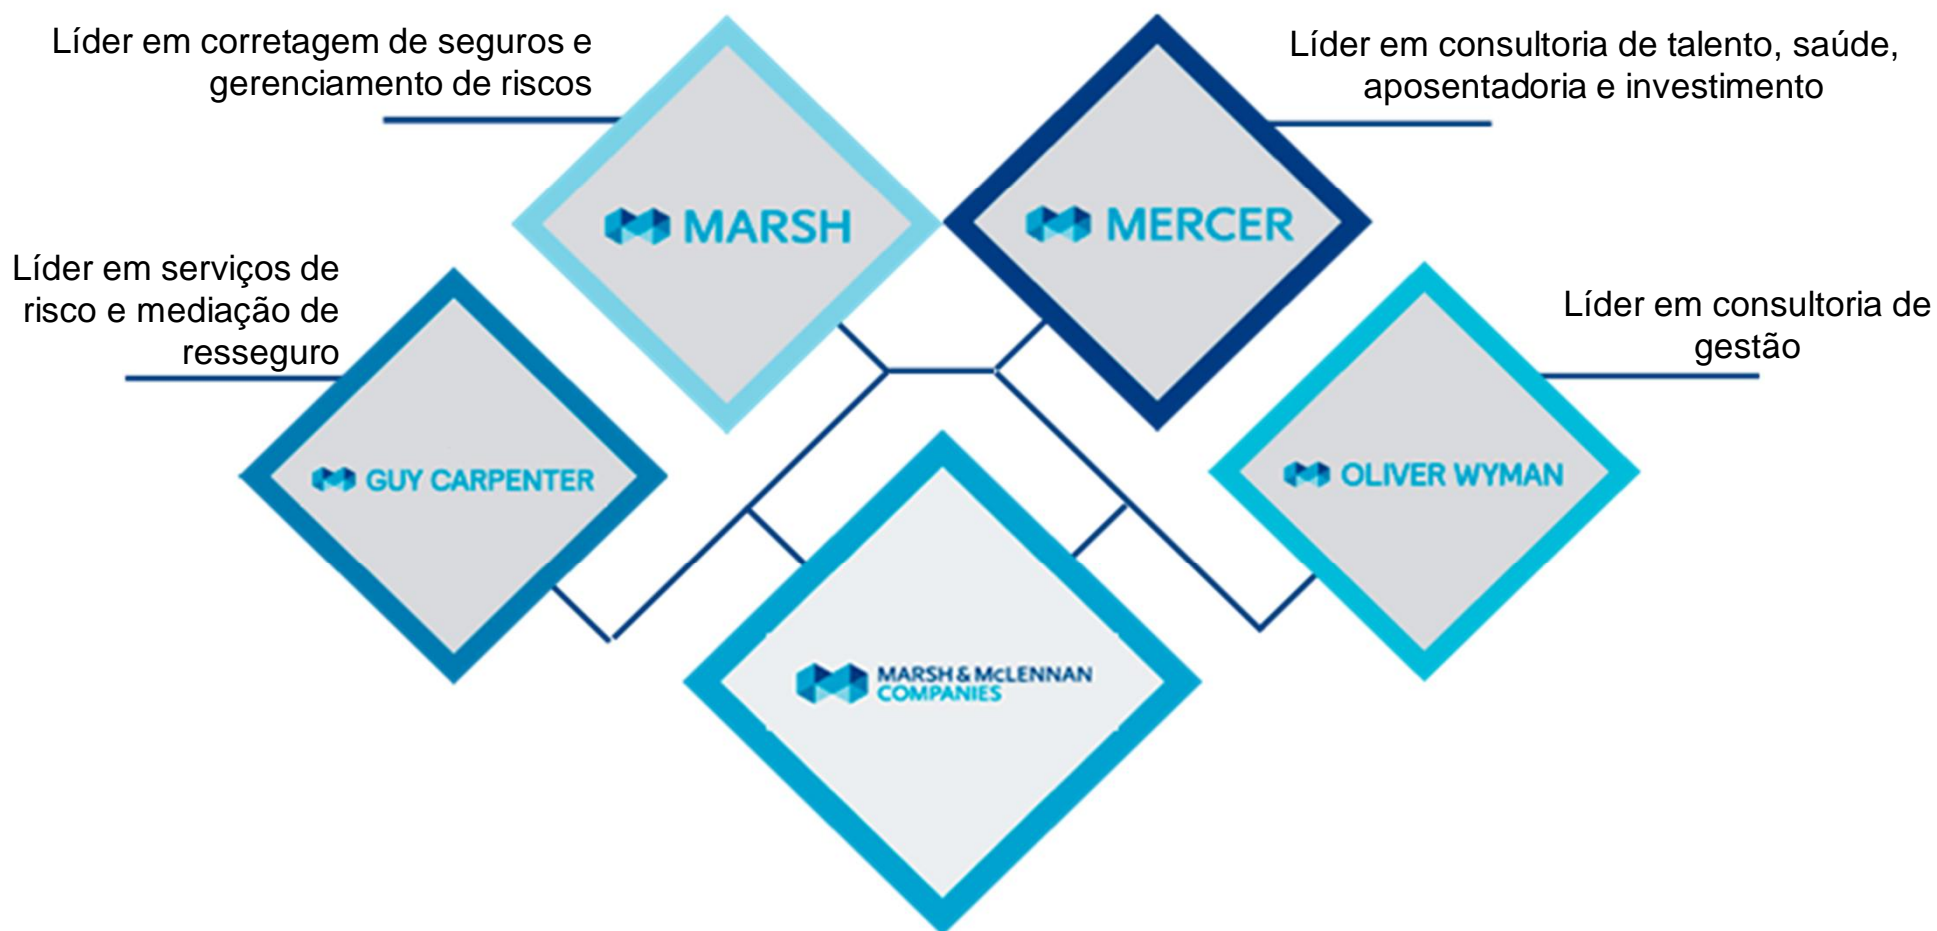 Líder em corretagem de seguros e
gerenciamento de riscos
Líder em consultoria de talento, saúde,
aposentadoria e investimento
MARSH
MERCER
Líder em serviços de
risco e mediação de
resseguro
Líder em consultoria de
gestão
GUY CARPENTER
OLIVER WYMAN
MARSH & McLENNAN
COMPANIES